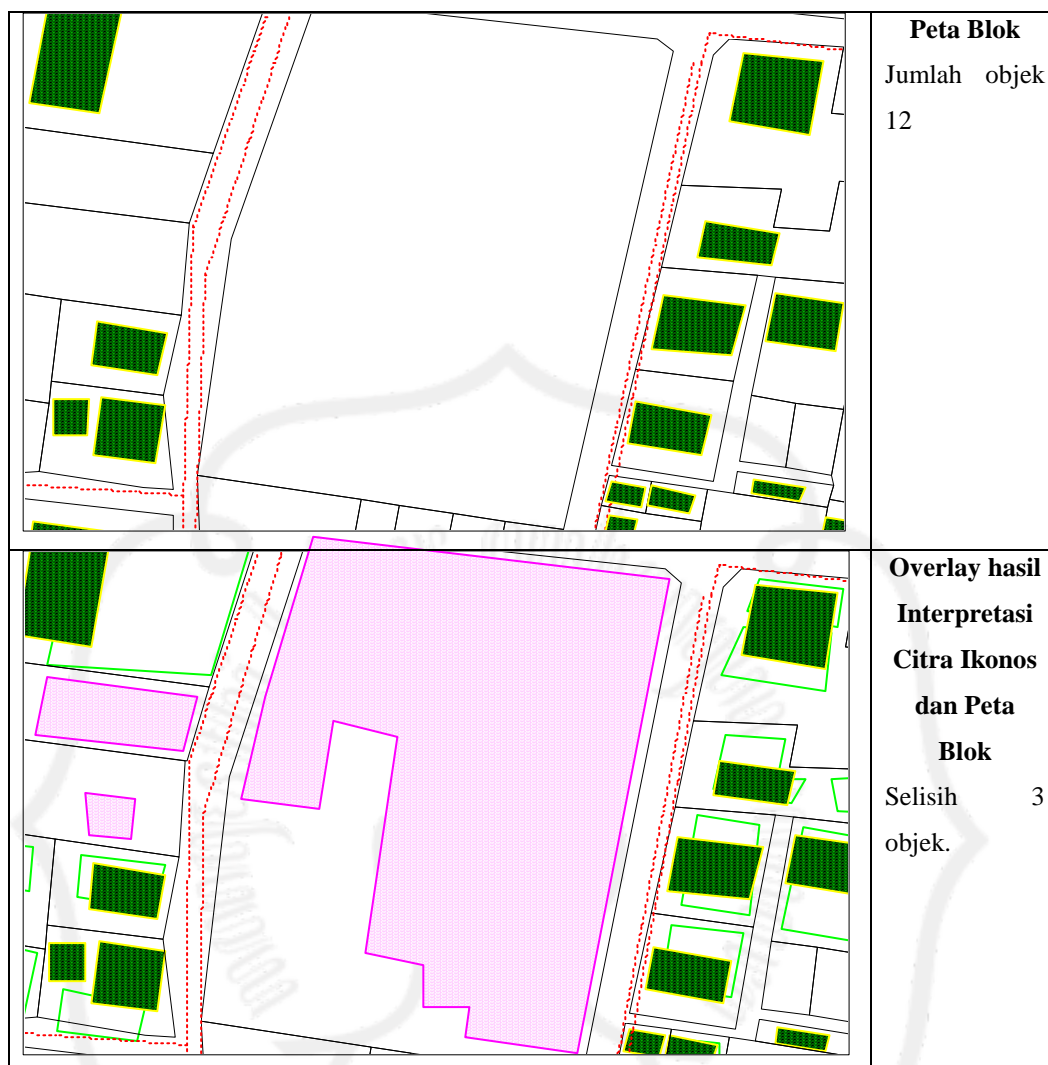 Peta Blok
Jumlah objek
12
Overlay hasil
Interpretasi
Citra Ikonos
dan Peta
Blok
Selisih 3
objek.